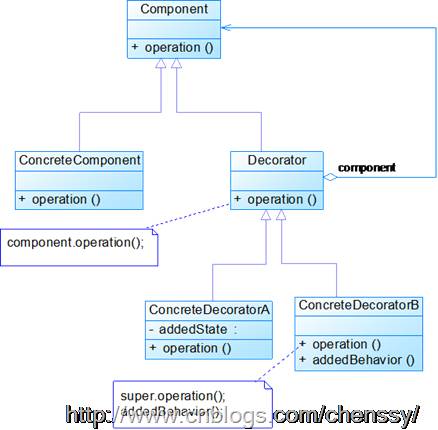 Component
+ operation ()
ConcreteComponent
+ operation ()
Decorator
+ operation ()
component
component.operation();
ConcreteDecoratorA
- addedState :
+ operation ()
ConcreteDecoratorB
+ operation ()
+ addedBehavior ()
super.operation();
addedBehavior();
http://www.cnblogs.com/chenssy/